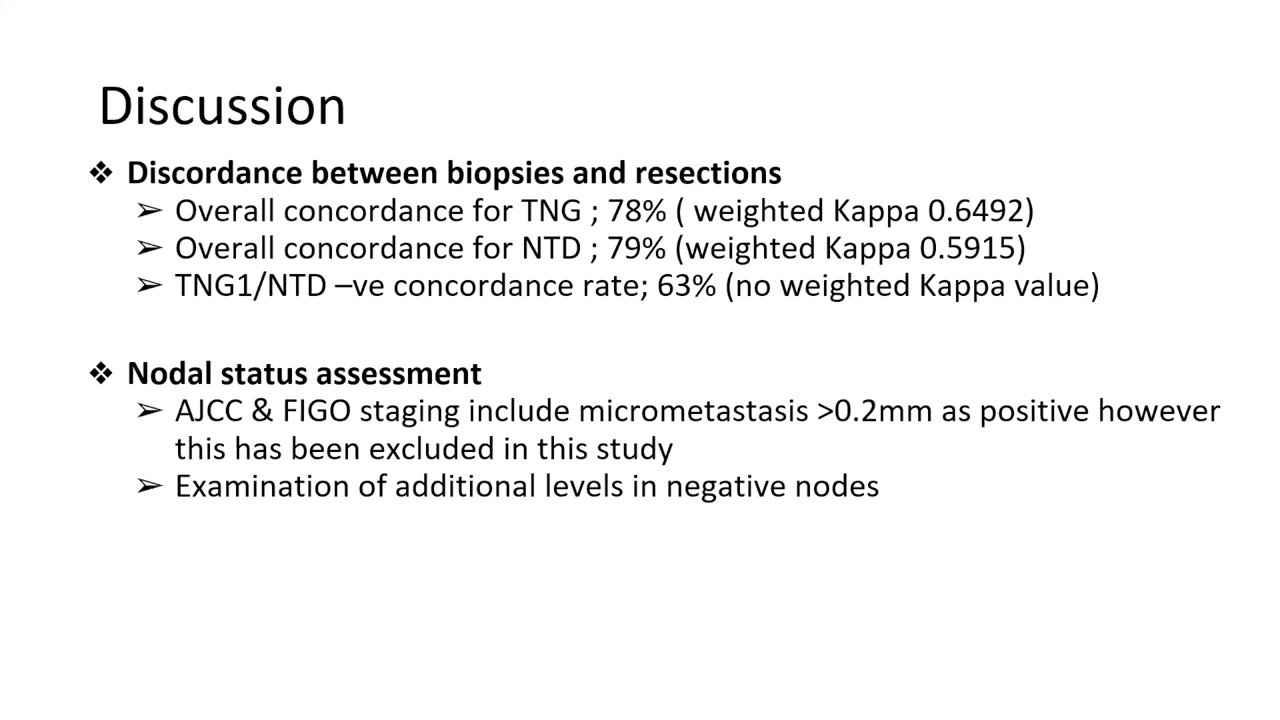 Discussion
❖ Discordance between biopsies and resections
➢ Overall concordance for TNG ; 78% ( weighted Kappa 0.6492)
➢ Overall concordance for NTD ; 79% (weighted Kappa 0.5915)
➢ TNG1/NTD –ve concordance rate; 63% (no weighted Kappa value)
❖ Nodal status assessment
➢ AJCC & FIGO staging include micrometastasis >0.2mm as positive however
this has been excluded in this study
➢ Examination of additional levels in negative nodes